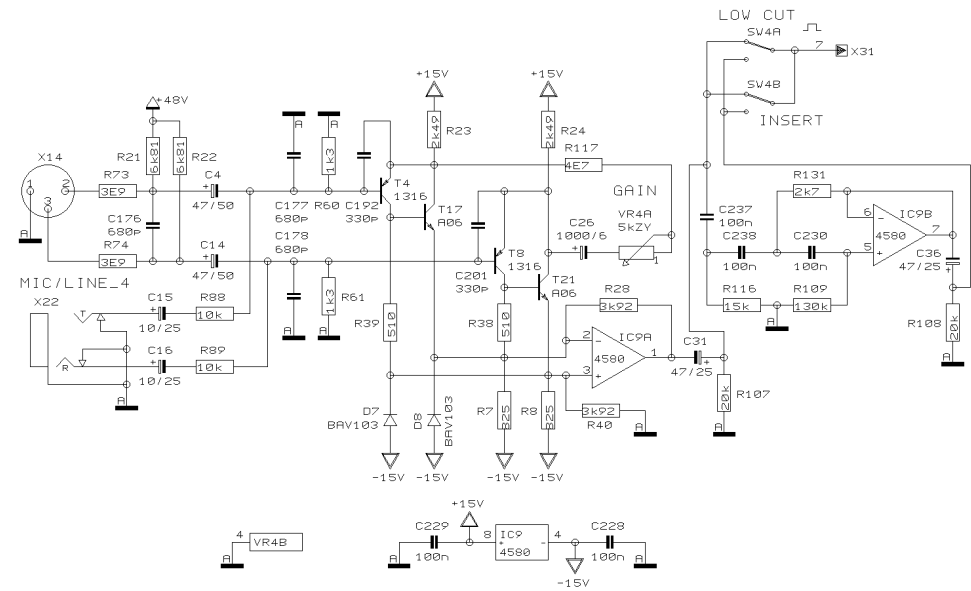 LOW CUT
SW4A
7
X31
SW4B
INSERT
+15V
+15V
+48V
A
A
2k49
R23
2k49
R24
R117
4E7
X14
R21
6k81
6k81
R22
R73
3E9
C4
+
47/50
1k3
1
2
3
A
C176
680p
C177
680p
R60
C192
330p
T4
1316
T17
A06
GAIN
VR4A
5kZY
1
C26
1000/6
+
R131
2k7
C237
100n
C238
100n
C230
100n
6
-
5
+
IC9B
4580
7
C36
47/25
+
R74
3E9
C14
+
47/50
C178
680p
T8
1316
C201
330p
T21
A06
MIC/LINE_4
X22
T
C15
+
10/25
R88
10k
1k3
R61
A
A
R39
510
R38
510
R28
3k92
R116
15k
R109
130k
A
R108
20k
A
R
C16
+
10/25
R89
10k
A
2
-
3
+
IC9A
4580
1
C31
+
47/25
20k
R107
A
D7
BAV103
D8
BAV103
R7
825
R8
825
3k92
R40
A
-15V
-15V
-15V
-15V
+15V
4
VR4B
A
C229
100n
A
8
+
IC9
4580
-
4
C228
100n
A
-15V